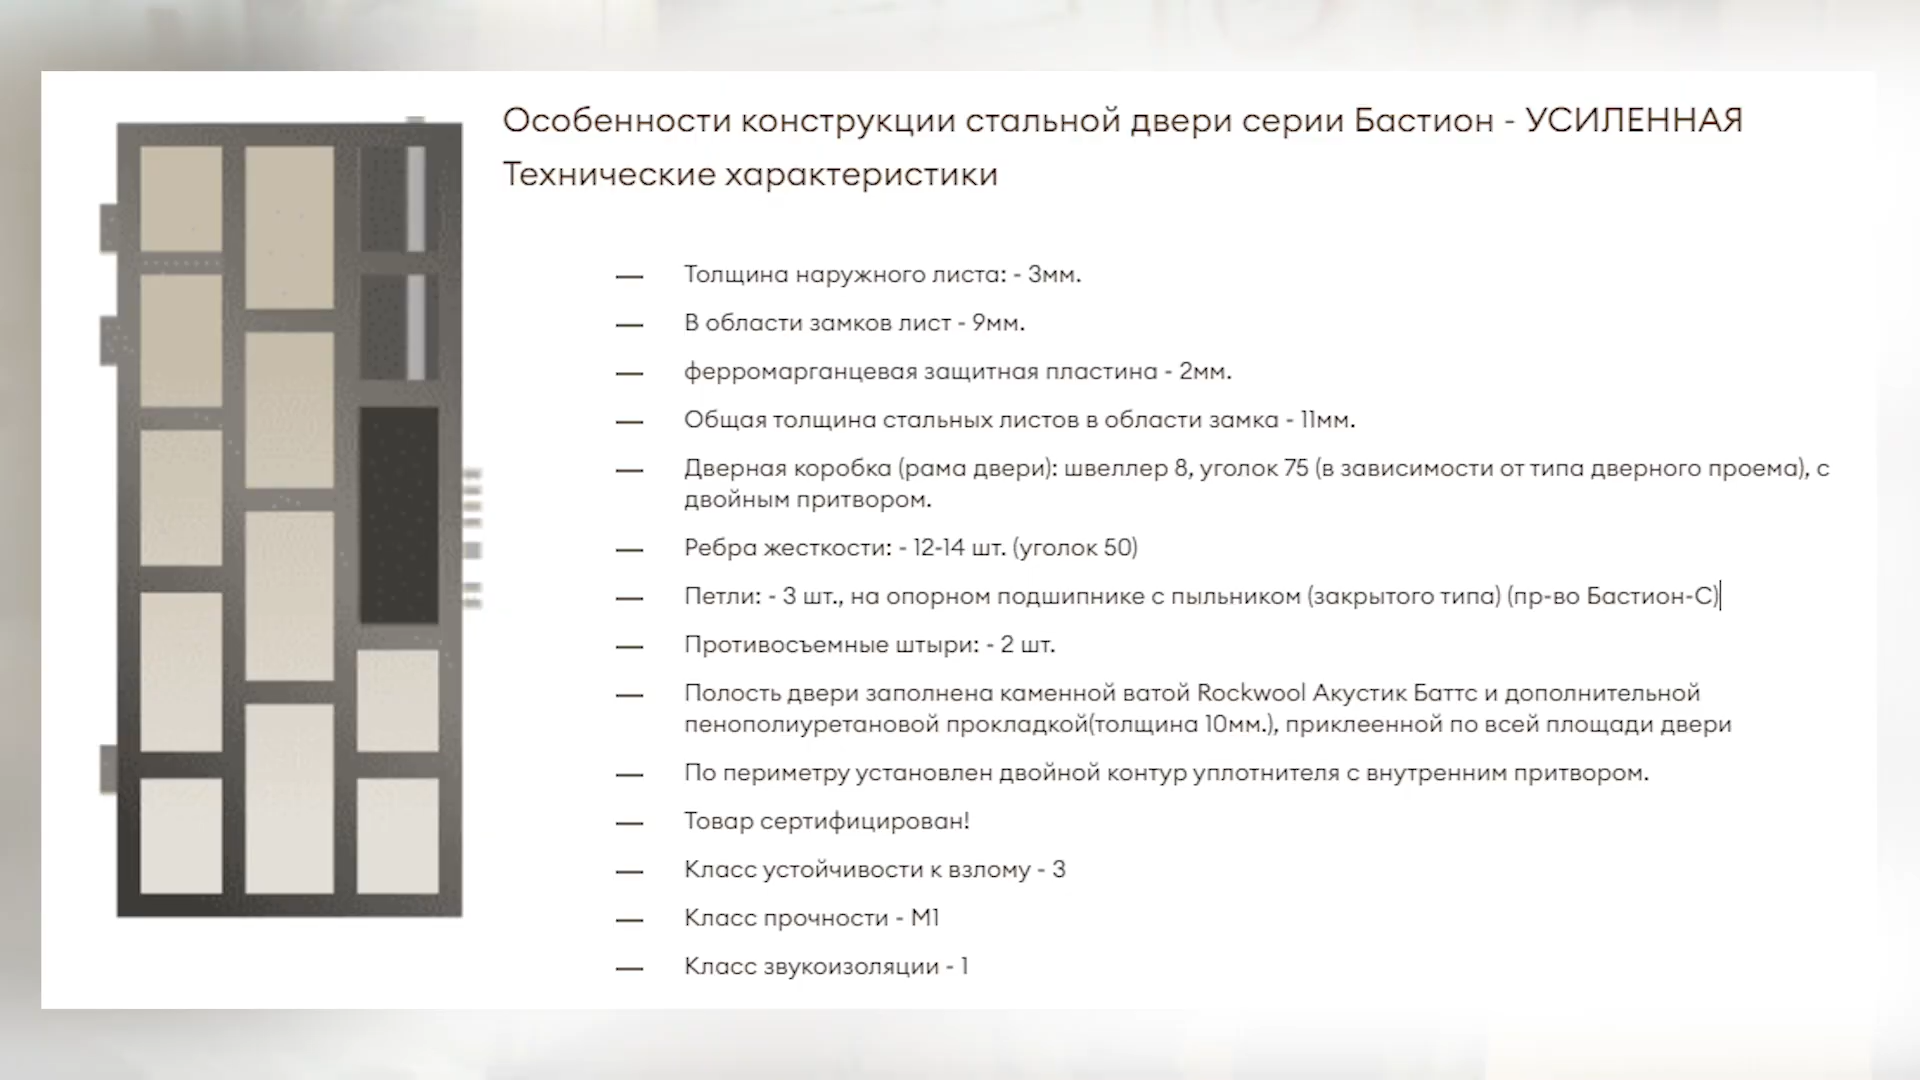 Особенности конструкции стальной двери серии Бастион - УСИЛЕННАЯ
Технические характеристики
— Толщина наружного листа: - 3мм.
— В области замков лист - 9мм.
— ферромарганцевая защитная пластина - 2мм.
— Общая толщина стальных листов в области замка - 11мм.
— Дверная коробка (рама двери): швеллер 8, уголок 75 (в зависимости от типа дверного проема), с
двойным притвором.
— Ребра жесткости: - 12-14 шт. (уголок 50)
— Петли: - 3 шт., на опорном подшипнике с пыльником (закрытого типа) (пр-во Бастион-С)
— Противосъемные штыри: - 2 шт.
— Полость двери заполнена каменной ватой Rockwool Акустик Баттс и дополнительной
пенополиуретановой прокладкой(толщина 10мм.), приклеенной по всей площади двери
— По периметру установлен двойной контур уплотнителя с внутренним притвором.
— Товар сертифицирован!
— Класс устойчивости к взлому - 3
— Класс прочности - М1
— Класс звукоизоляции - 1